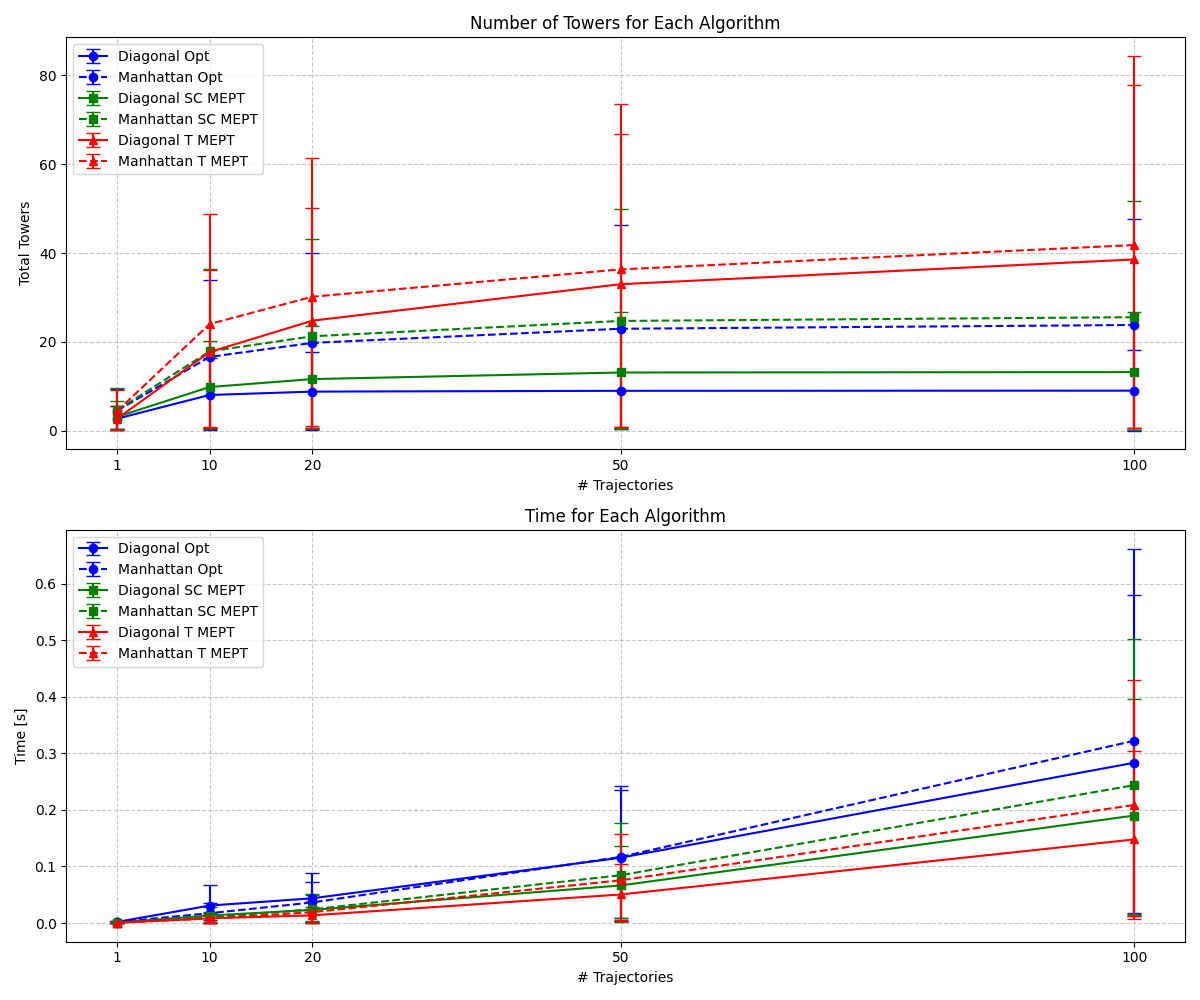 Number of Towers for Each Algorithm
Diagonal Opt
Manhattan Opt
Diagonal SC MEPT
Manhattan SC MEPT
Diagonal T MEPT
Manhattan T MEPT
80
60
40
20
0
Total Towers
1 10 20 50 100
# Trajectories
Time for Each Algorithm
Diagonal Opt
Manhattan Opt
Diagonal SC MEPT
Manhattan SC MEPT
Diagonal T MEPT
Manhattan T MEPT
0.6
0.5
0.4
0.3
0.2
0.1
0.0
Time [s]
1 10 20 50 100
# Trajectories